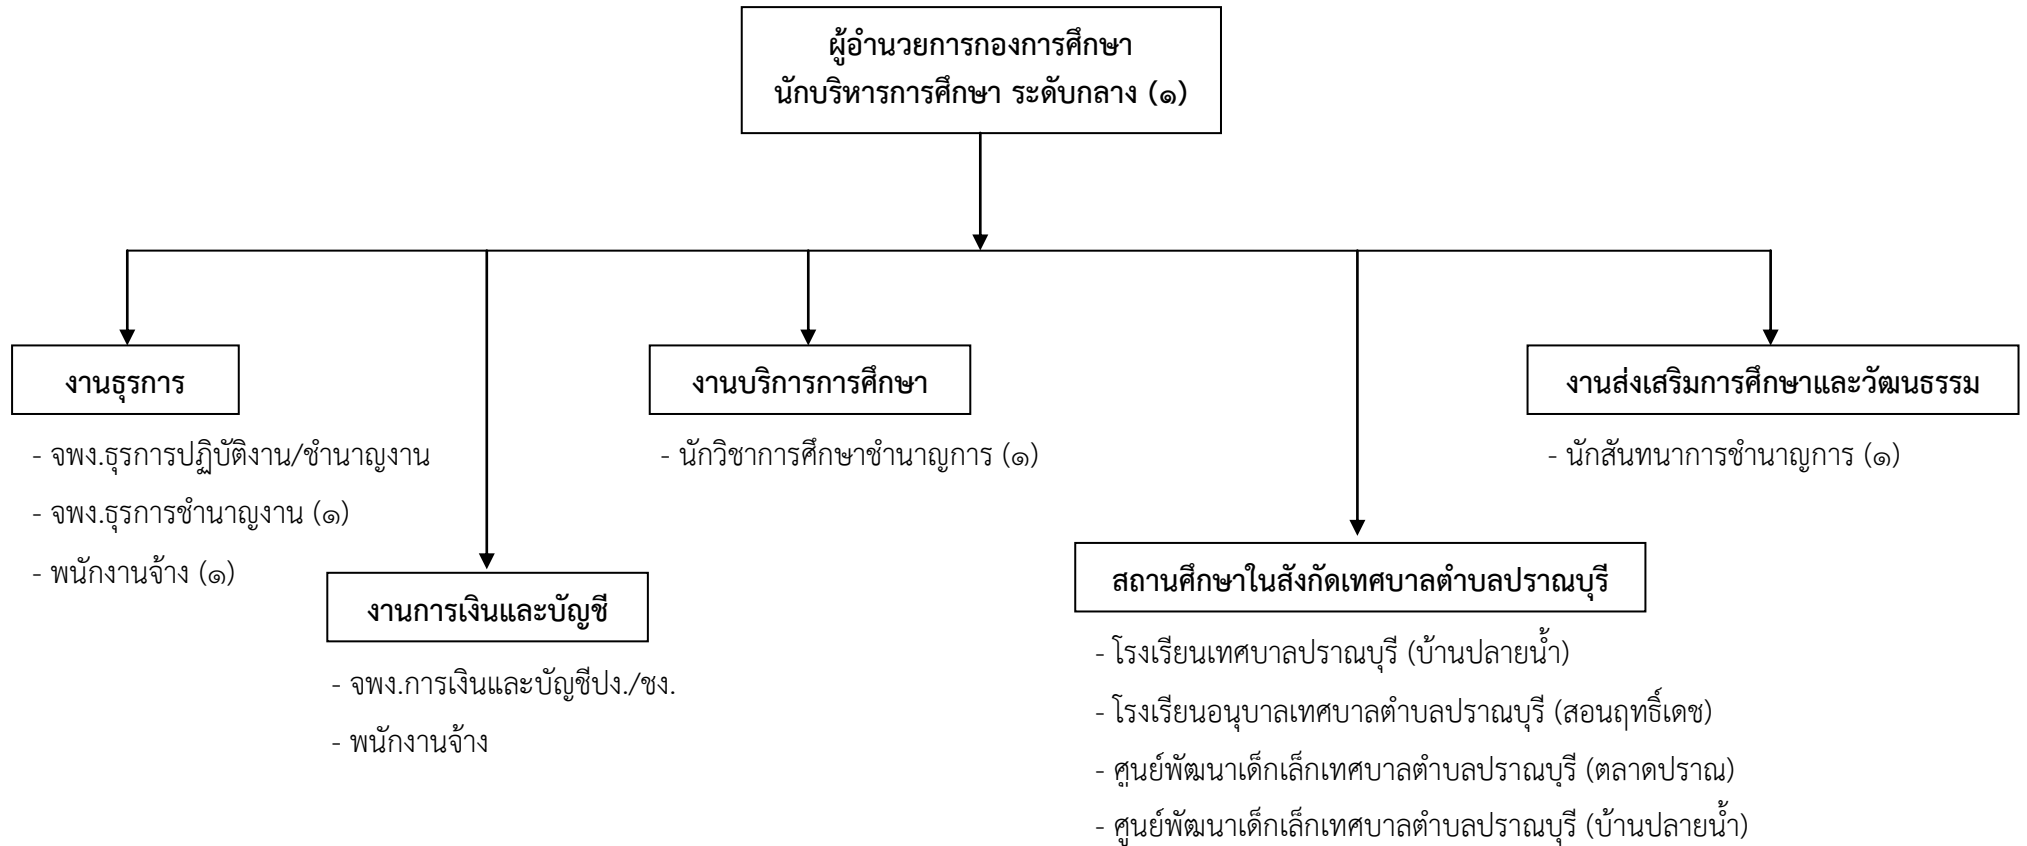 ผู้อำนวยการกองการศึกษา
นักบริหารการศึกษา ระดับกลาง (๑)
งานธุรการ
- จพง.ธุรการปฏิบัติงาน/ชำนาญงาน
- จพง.ธุรการชำนาญงาน (๑)
- พนักงานจ้าง (๑)
งานการเงินและบัญชี
- จพง.การเงินและบัญชีปง./ชง.
- พนักงานจ้าง
งานบริการการศึกษา
- นักวิชาการศึกษาชำนาญการ (๑)
สถานศึกษาในสังกัดเทศบาลตำบลปราณบุรี
- โรงเรียนเทศบาลปราณบุรี (บ้านปลายน้ำ)
- โรงเรียนอนุบาลเทศบาลตำบลปราณบุรี (สอนฤทธิ์เดช)
- ศูนย์พัฒนาเด็กเล็กเทศบาลตำบลปราณบุรี (ตลาดปราณ)
- ศูนย์พัฒนาเด็กเล็กเทศบาลตำบลปราณบุรี (บ้านปลายน้ำ)
งานส่งเสริมการศึกษาและวัฒนธรรม
- นักสันทนาการชำนาญการ (๑)